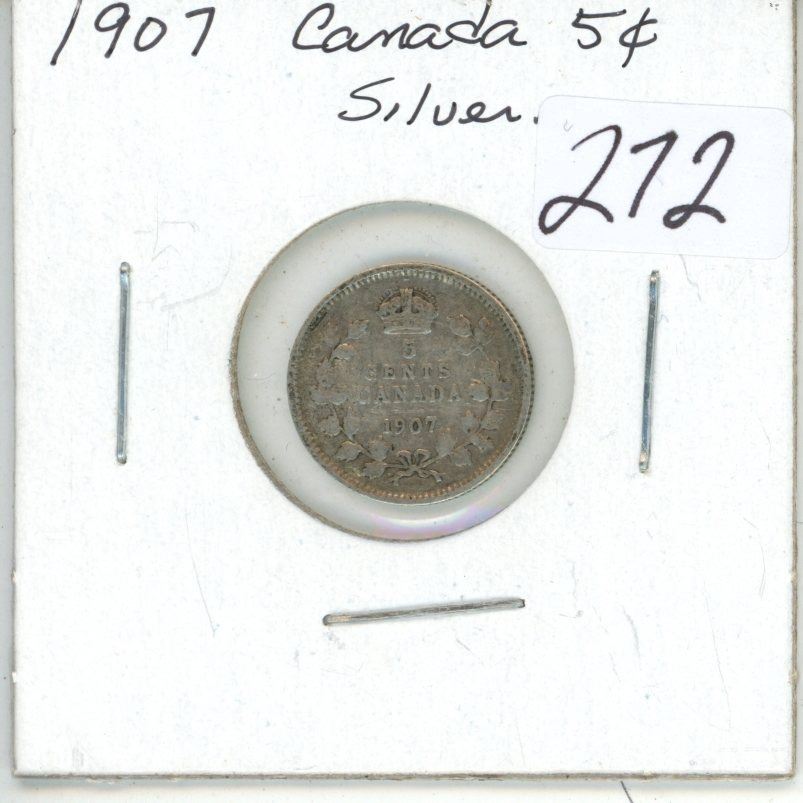 1907 Canada 5¢
Silver.
272
5
CENTS
CANADA
1907